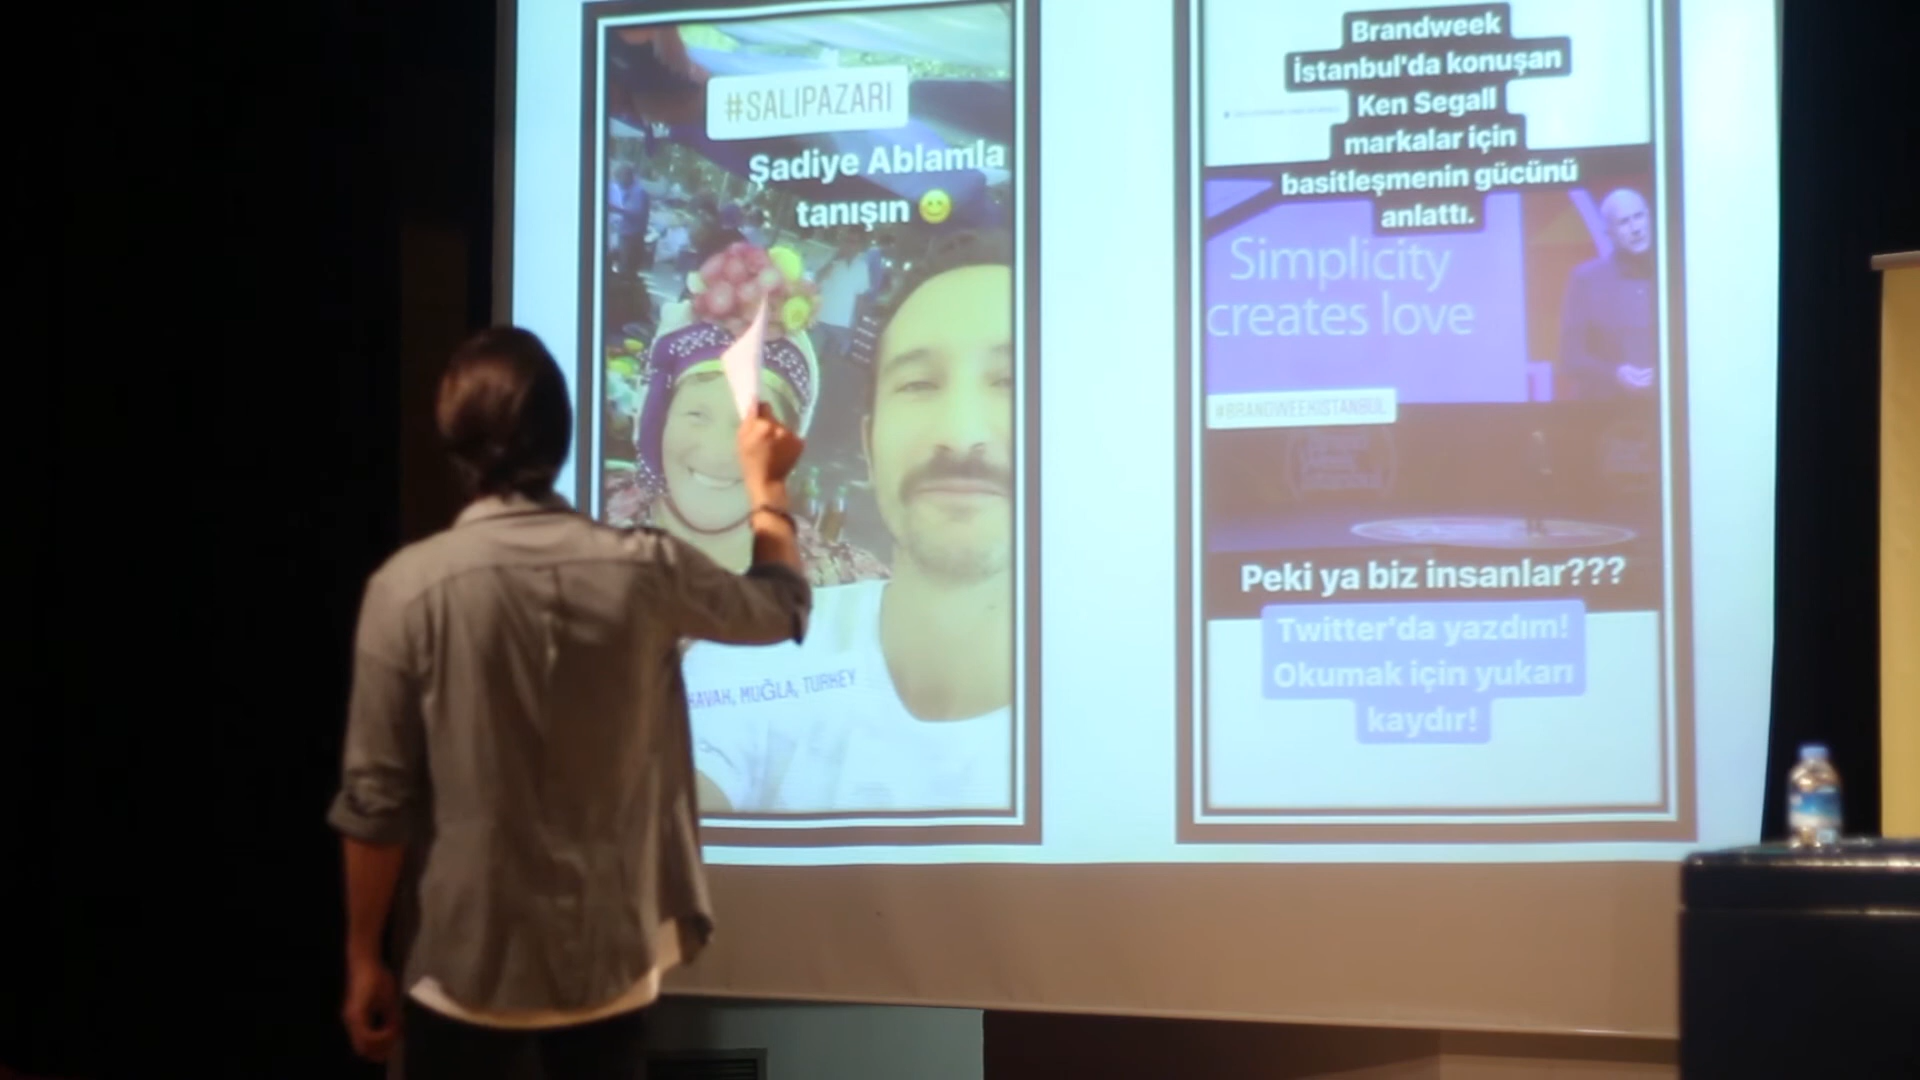 #SALIPAZARI
Şadiye Ablamla
tanışın
MUĞLA, TURKEY
Brandweek
İstanbul'da konuşan
Ken Segall
markalar için
basitleşmenin gücünü
anlattı.
Simplicity
creates love
#BRANDWEEKISTANBUL
Peki ya biz insanlar???
Twitter'da yazdım!
Okumak için yukarı
kaydır!